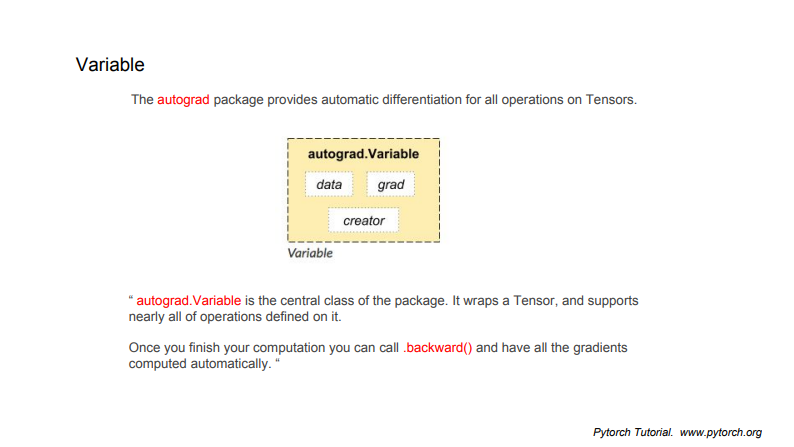 Variable
The autograd package provides automatic differentiation for all operations on Tensors.
autograd.Variable
data grad
creator
Variable
“ autograd.Variable is the central class of the package. It wraps a Tensor, and supports
nearly all of operations defined on it.
Once you finish your computation you can call .backward() and have all the gradients
computed automatically. “
Pytorch Tutorial. www.pytorch.org